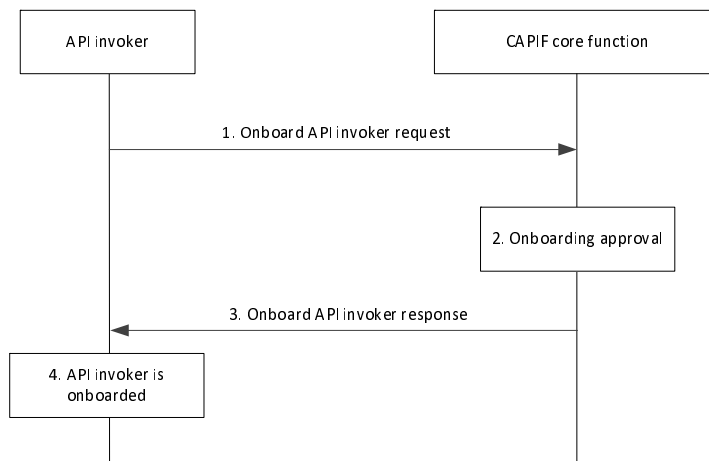 API invoker
CAPIF core function
1. Onboard API invoker request
2. Onboarding approval
3. Onboard API invoker response
4. API invoker is
onboarded